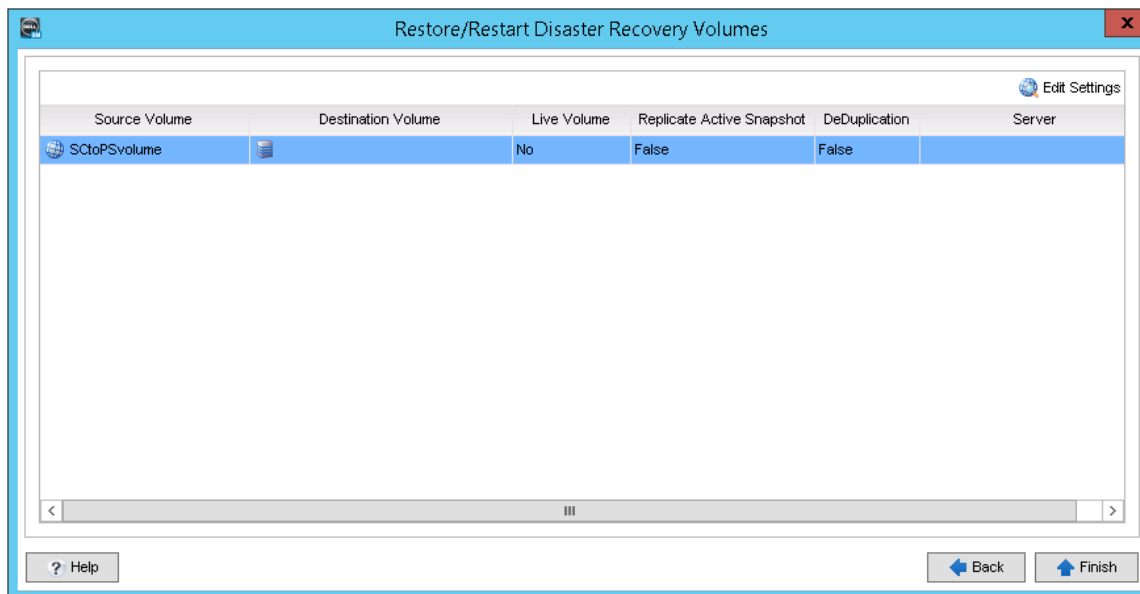 Restore/Restart Disaster Recovery Volumes
x
Edit Settings
Source Volume Destination Volume Live Volume Replicate Active Snapshot DeDuplication Server
SCtoPSvolume No False False
? Help Back Finish